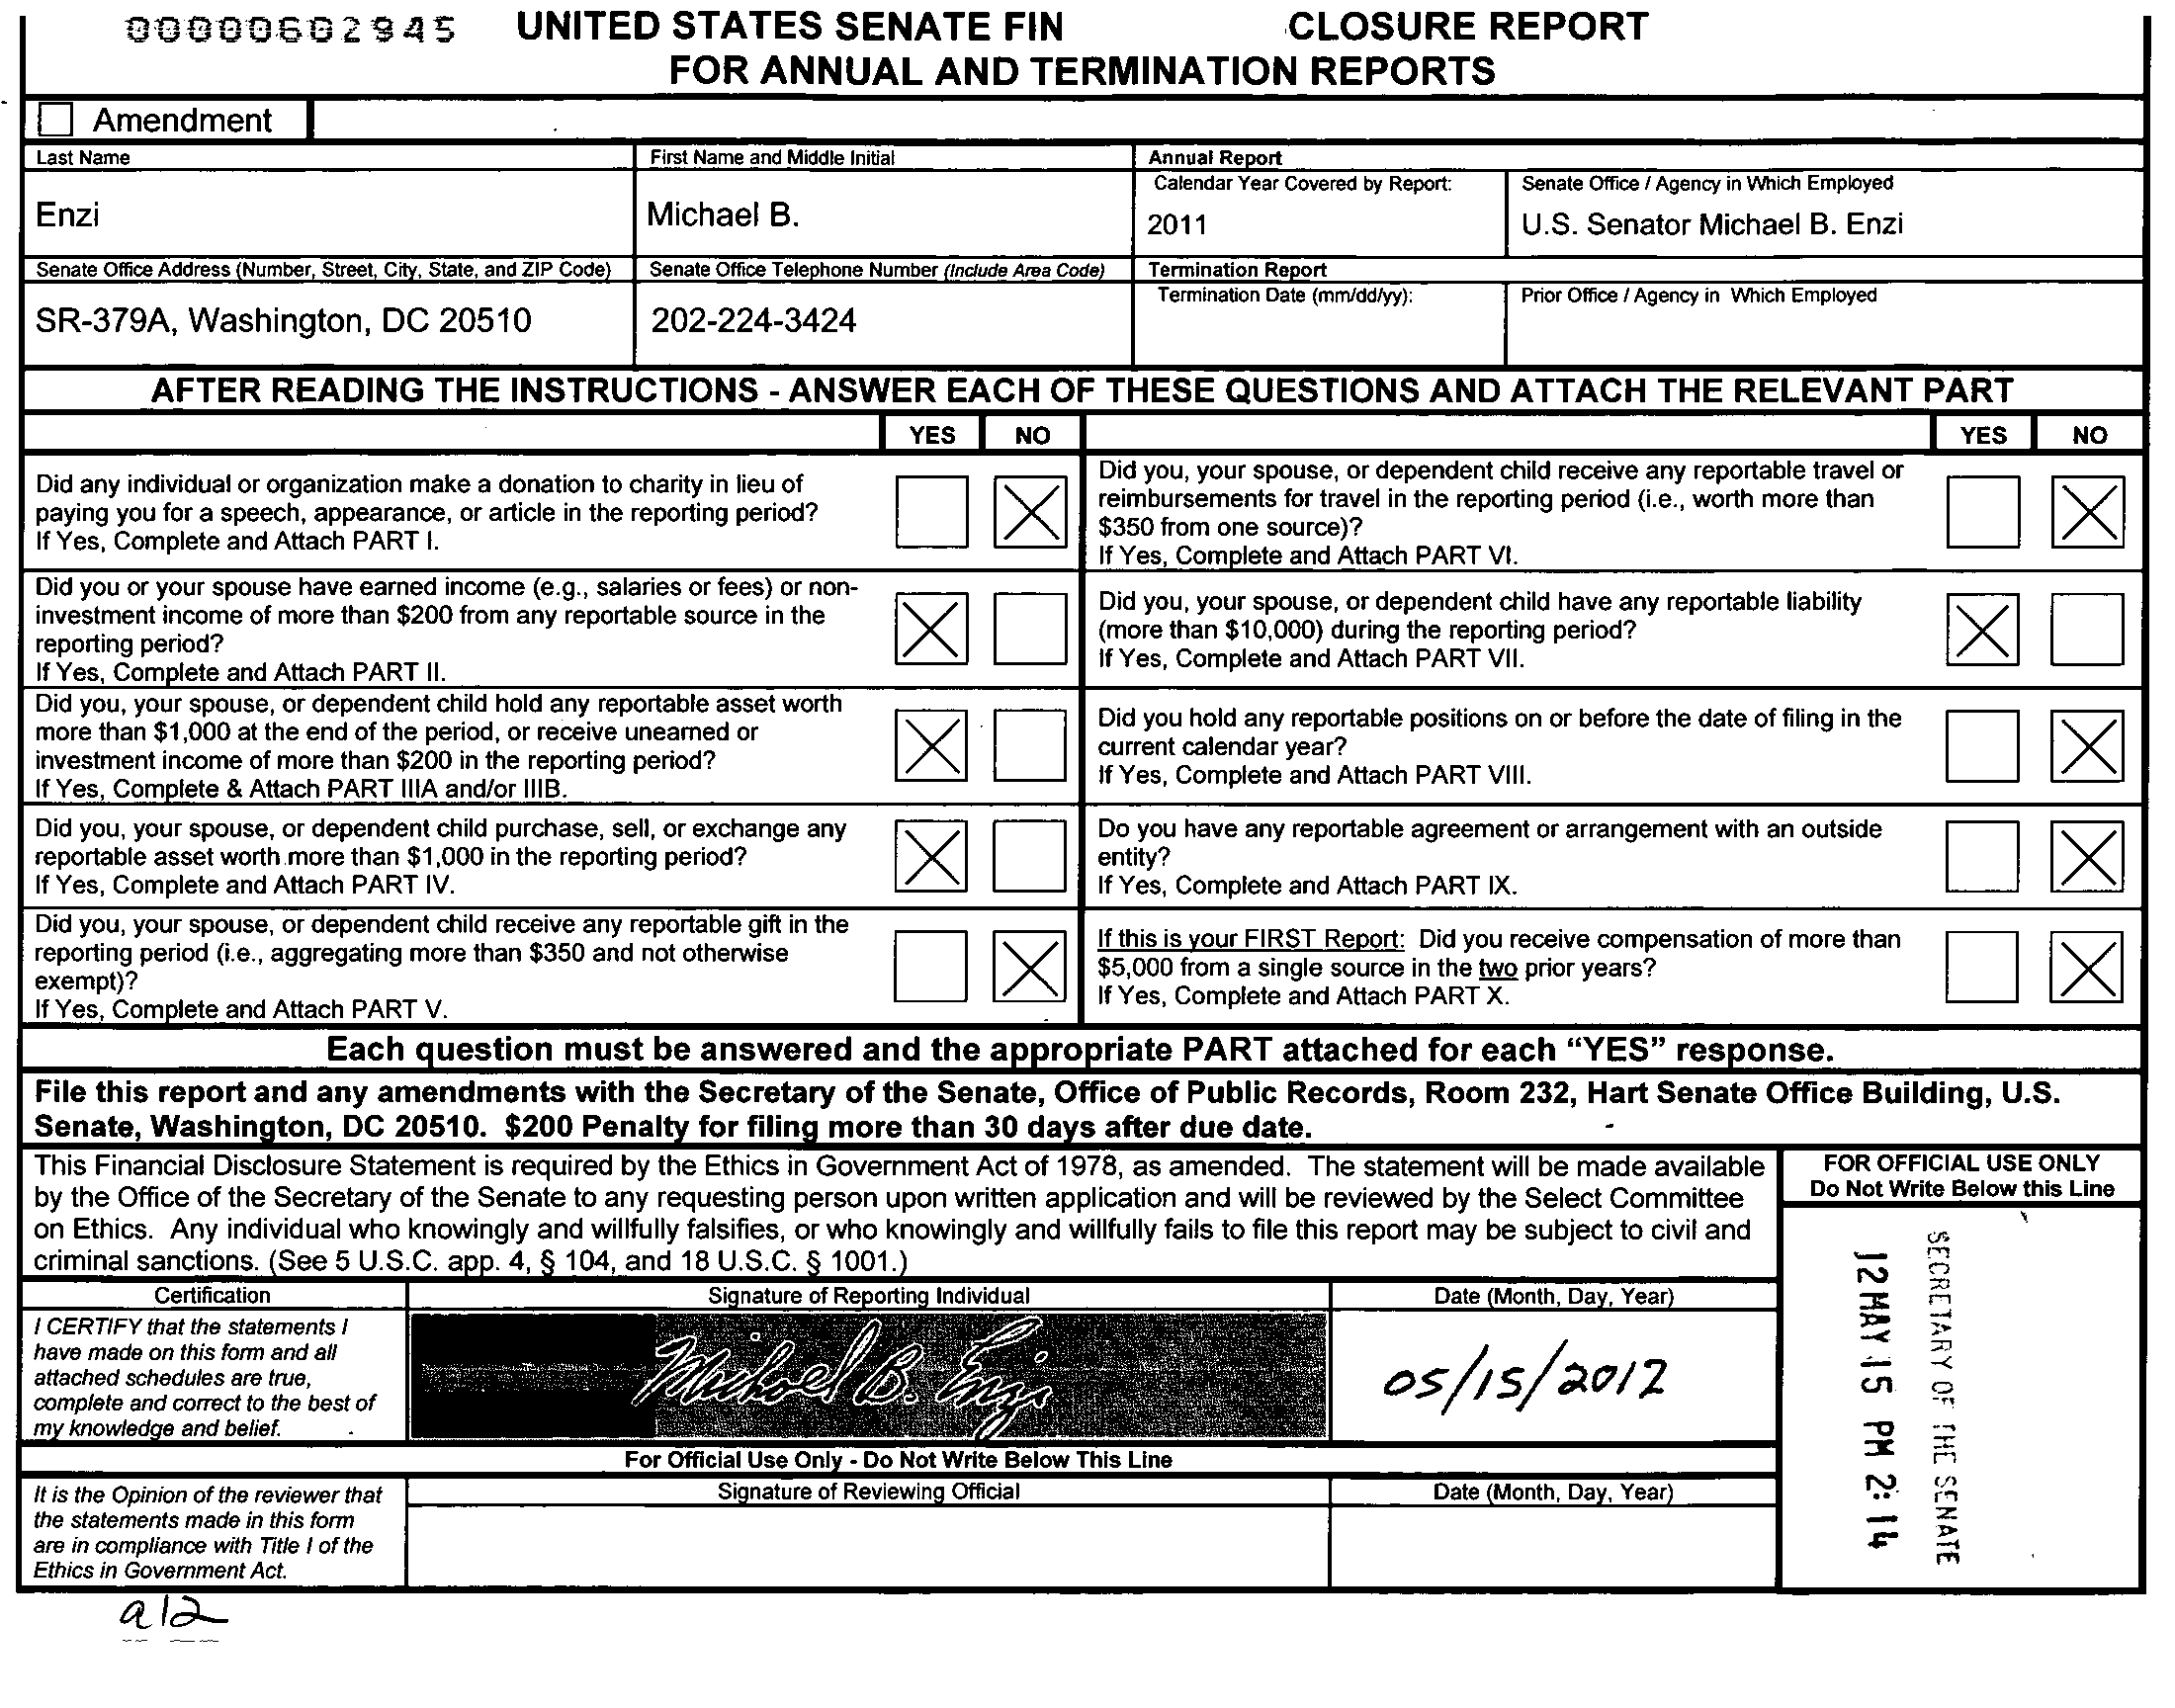 00000602945
UNITED STATES SENATE FIN CLOSURE REPORT
FOR ANNUAL AND TERMINATION REPORTS
Amendment
Last Name
First Name and Middle Initial
Annual Report
Enzi
Michael B.
Calendar Year Covered by Report:
2011
Senate Office / Agency in Which Employed
U.S. Senator Michael B. Enzi
Senate Office Address (Number, Street, City, State, and ZIP Code)
Senate Office Telephone Number (Include Area Code)
Termination Report
SR-379A, Washington, DC 20510
202-224-3424
Termination Date (mm/dd/yy):
Prior Office / Agency in Which Employed
AFTER READING THE INSTRUCTIONS - ANSWER EACH OF THESE QUESTIONS AND ATTACH THE RELEVANT PART
YES NO
YES NO
Did any individual or organization make a donation to charity in lieu of
paying you for a speech, appearance, or article in the reporting period?
If Yes, Complete and Attach PART I.
Did you, your spouse, or dependent child receive any reportable travel or
reimbursements for travel in the reporting period (i.e., worth more than
$350 from one source)?
If Yes, Complete and Attach PART VI.
Did you or your spouse have earned income (e.g., salaries or fees) or non-
investment income of more than $200 from any reportable source in the
reporting period?
If Yes, Complete and Attach PART II.
Did you, your spouse, or dependent child have any reportable liability
(more than $10,000) during the reporting period?
If Yes, Complete and Attach PART VII.
Did you, your spouse, or dependent child hold any reportable asset worth
more than $1,000 at the end of the period, or receive unearned or
investment income of more than $200 in the reporting period?
If Yes, Complete & Attach PART IIIA and/or IIIB.
Did you hold any reportable positions on or before the date of filing in the
current calendar year?
If Yes, Complete and Attach PART VIII.
Did you, your spouse, or dependent child purchase, sell, or exchange any
reportable asset worth more than $1,000 in the reporting period?
If Yes, Complete and Attach PART IV.
Do you have any reportable agreement or arrangement with an outside
entity?
If Yes, Complete and Attach PART IX.
Did you, your spouse, or dependent child receive any reportable gift in the
reporting period (i.e., aggregating more than $350 and not otherwise
exempt)?
If Yes, Complete and Attach PART V.
If this is your FIRST Report: Did you receive compensation of more than
$5,000 from a single source in the two prior years?
If Yes, Complete and Attach PART X.
Each question must be answered and the appropriate PART attached for each “YES” response.
File this report and any amendments with the Secretary of the Senate, Office of Public Records, Room 232, Hart Senate Office Building, U.S.
Senate, Washington, DC 20510. $200 Penalty for filing more than 30 days after due date.
This Financial Disclosure Statement is required by the Ethics in Government Act of 1978, as amended. The statement will be made available
by the Office of the Secretary of the Senate to any requesting person upon written application and will be reviewed by the Select Committee
on Ethics. Any individual who knowingly and willfully falsifies, or who knowingly and willfully fails to file this report may be subject to civil and
criminal sanctions. (See 5 U.S.C. app. 4, § 104, and 18 U.S.C. § 1001.)
FOR OFFICIAL USE ONLY
Do Not Write Below this Line
SECRETARY OF THE SENATE
12 MAY 15 PM 2:14
Certification
Signature of Reporting Individual
Date (Month, Day, Year)
I CERTIFY that the statements I
have made on this form and all
attached schedules are true,
complete and correct to the best of
my knowledge and belief.
Michael B. Enzi
05/15/2012
For Official Use Only - Do Not Write Below This Line
It is the Opinion of the reviewer that
the statements made in this form
are in compliance with Title I of the
Ethics in Government Act.
Signature of Reviewing Official
Date (Month, Day, Year)
a12